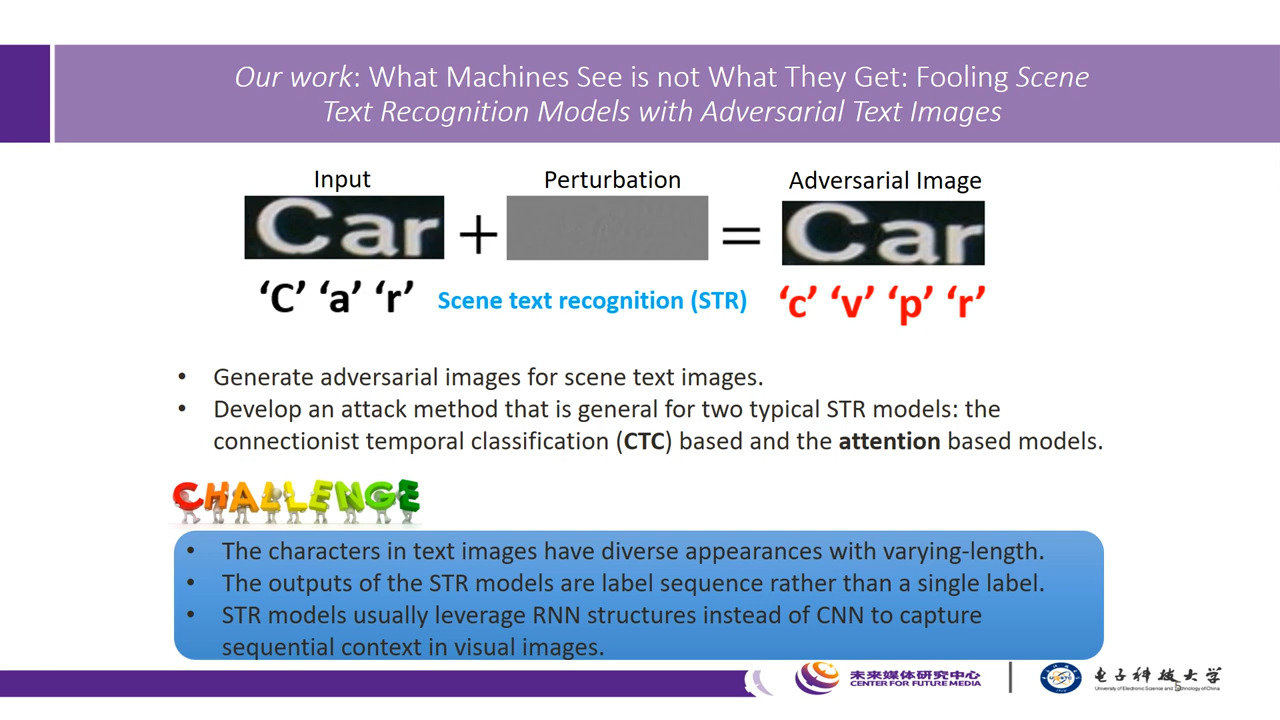 Our work: What Machines See is not What They Get: Fooling Scene
Text Recognition Models with Adversarial Text Images
Input
Perturbation
Adversarial Image
Car
+
=
Car
‘C’ ‘a’ ‘r’
Scene text recognition (STR)
‘c’ ‘v’ ‘p’ ‘r’
• Generate adversarial images for scene text images.
• Develop an attack method that is general for two typical STR models: the
connectionist temporal classification (CTC) based and the attention based models.
CHALLENGE
• The characters in text images have diverse appearances with varying-length.
• The outputs of the STR models are label sequence rather than a single label.
• STR models usually leverage RNN structures instead of CNN to capture
sequential context in visual images.
未来媒体研究中心
CENTER FOR FUTURE MEDIA
电子科技大学
University of Electronic Science and Technology of China